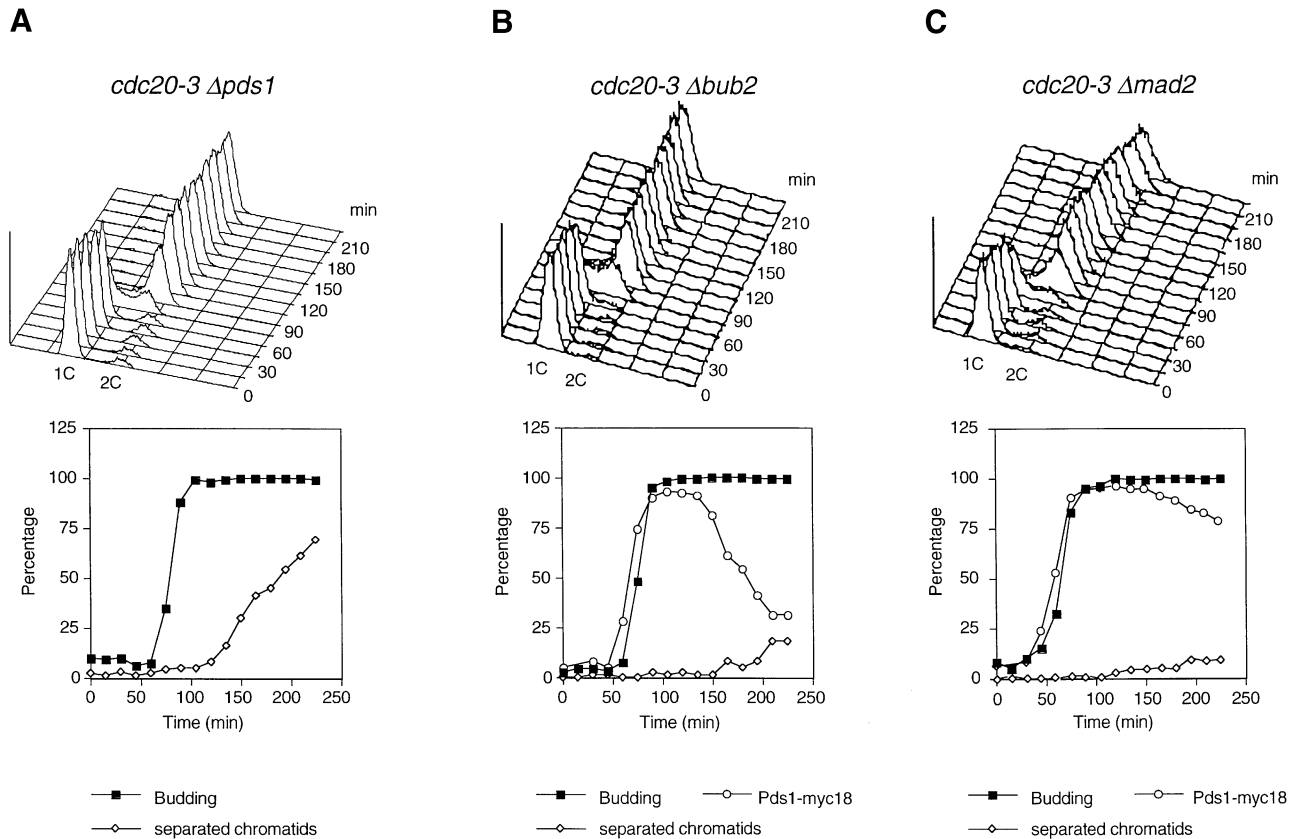 A
cdc20-3 Δpds1
min
210
180
150
120
90
60
30
0
1C
2C
125
100
75
50
25
0
Percentage
0 50 100 150 200 250
Time (min)
Budding
separated chromatids
B
cdc20-3 Δbub2
min
210
180
150
120
90
60
30
0
1C
2C
125
100
75
50
25
0
Percentage
0 50 100 150 200 250
Time (min)
Budding
Pds1-myc18
separated chromatids
C
cdc20-3 Δmad2
min
210
180
150
120
90
60
30
0
1C
2C
125
100
75
50
25
0
Percentage
0 50 100 150 200 250
Time (min)
Budding
Pds1-myc18
separated chromatids